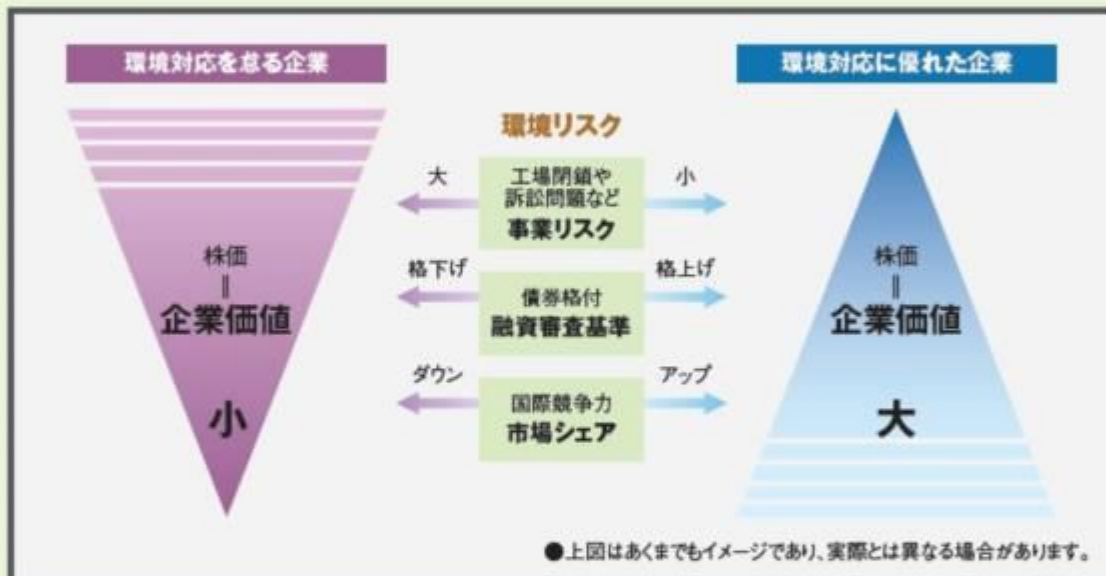 環境対応を怠る企業
環境対応に優れた企業
環境リスク
大
工場閉鎖や
訴訟問題など
事業リスク
小
格下げ
債券格付
融資審査基準
格上げ
ダウン
国際競争力
市場シェア
アップ
株価
||
企業価値
小
株価
||
企業価値
大
●上図はあくまでもイメージであり、実際とは異なる場合があります。